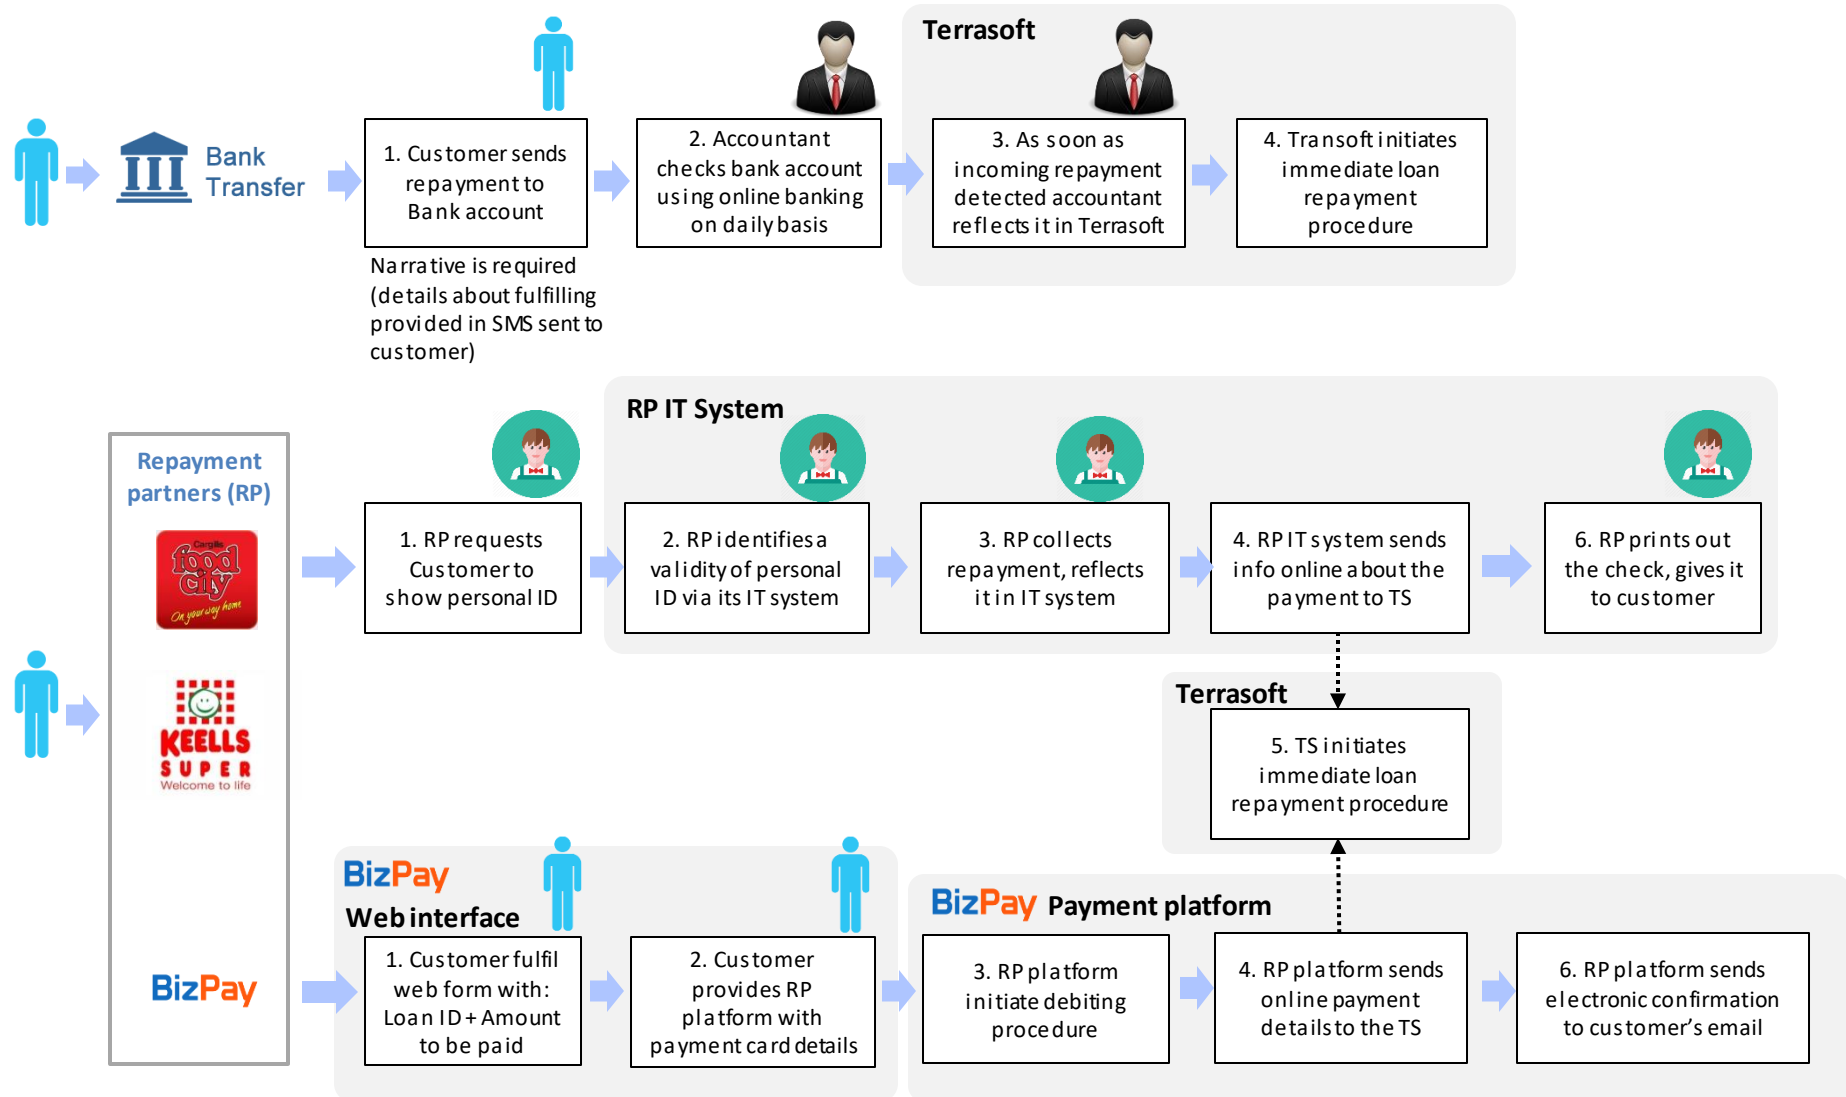 Terrasoft
Bank
Transfer
1. Customer sends
repayment to
Bank account
2. Accountant
checks bank account
using online banking
on daily basis
3. As soon as
incoming repayment
detected accountant
reflects it in Terrasoft
4. Transoft initiates
immediate loan
repayment
procedure
Narrative is required
(details about fulfilling
provided in SMS sent to
customer)
RP IT System
Repayment
partners (RP)
Cargills
food
city
On your way home
1. RP requests
Customer to
show personal ID
2. RP identifies a
validity of personal
ID via its IT system
3. RP collects
repayment, reflects
it in IT system
4. RP IT system sends
info online about the
payment to TS
6. RP prints out
the check, gives it
to customer
KEELLS
SUPER
Welcome to life
Terrasoft
5. TS initiates
immediate loan
repayment procedure
BizPay
Web interface
BizPay Payment platform
BizPay
1. Customer fulfil
web form with:
Loan ID + Amount
to be paid
2. Customer
provides RP
platform with
payment card details
3. RP platform
initiate debiting
procedure
4. RP platform sends
online payment
details to the TS
6. RP platform sends
electronic confirmation
to customer's email